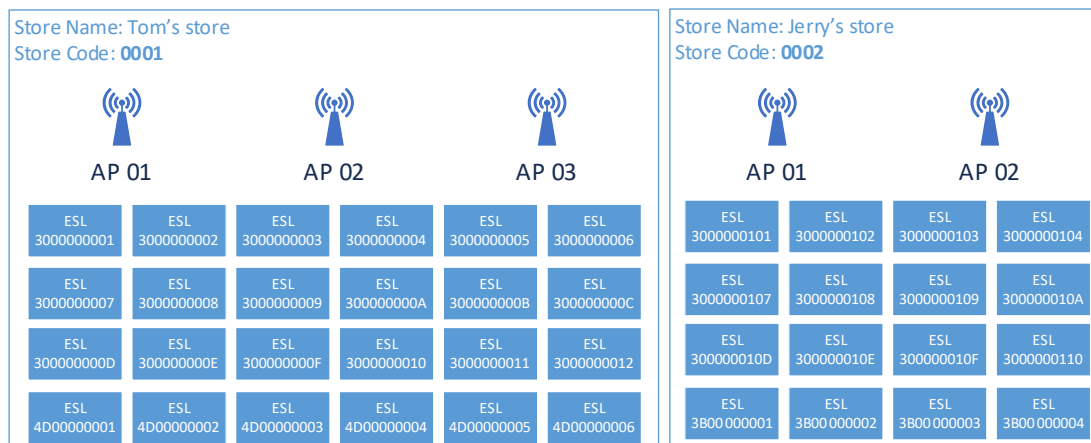 Store Name: Tom's store
Store Code: 0001
AP 01
AP 02
AP 03
ESL
3000000001
ESL
3000000002
ESL
3000000003
ESL
3000000004
ESL
3000000005
ESL
3000000006
ESL
3000000007
ESL
3000000008
ESL
3000000009
ESL
300000000A
ESL
300000000B
ESL
300000000C
ESL
300000000D
ESL
300000000E
ESL
300000000F
ESL
3000000010
ESL
3000000011
ESL
3000000012
ESL
4D00000001
ESL
4D00000002
ESL
4D00000003
ESL
4D00000004
ESL
4D00000005
ESL
4D00000006
Store Name: Jerry's store
Store Code: 0002
AP 01
AP 02
ESL
3000000101
ESL
3000000102
ESL
3000000103
ESL
3000000104
ESL
3000000107
ESL
3000000108
ESL
3000000109
ESL
300000010A
ESL
300000010D
ESL
300000010E
ESL
300000010F
ESL
3000000110
ESL
3B00000001
ESL
3B00000002
ESL
3B00000003
ESL
3B00000004